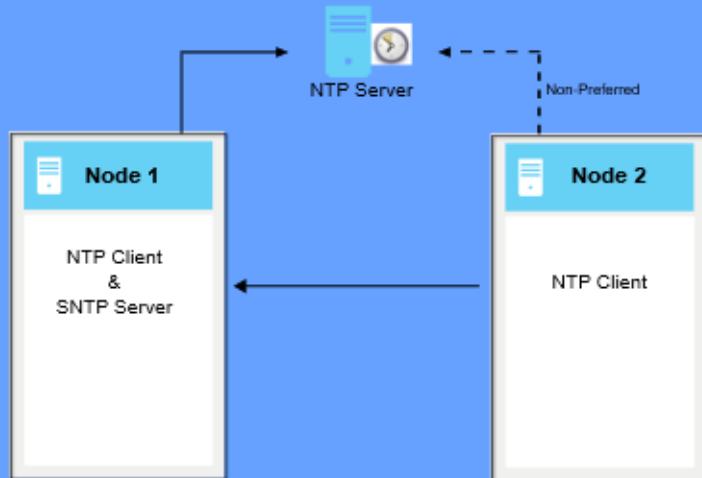 NTP Server
Non-Preferred
Node 1
NTP Client
&
SNTP Server
Node 2
NTP Client